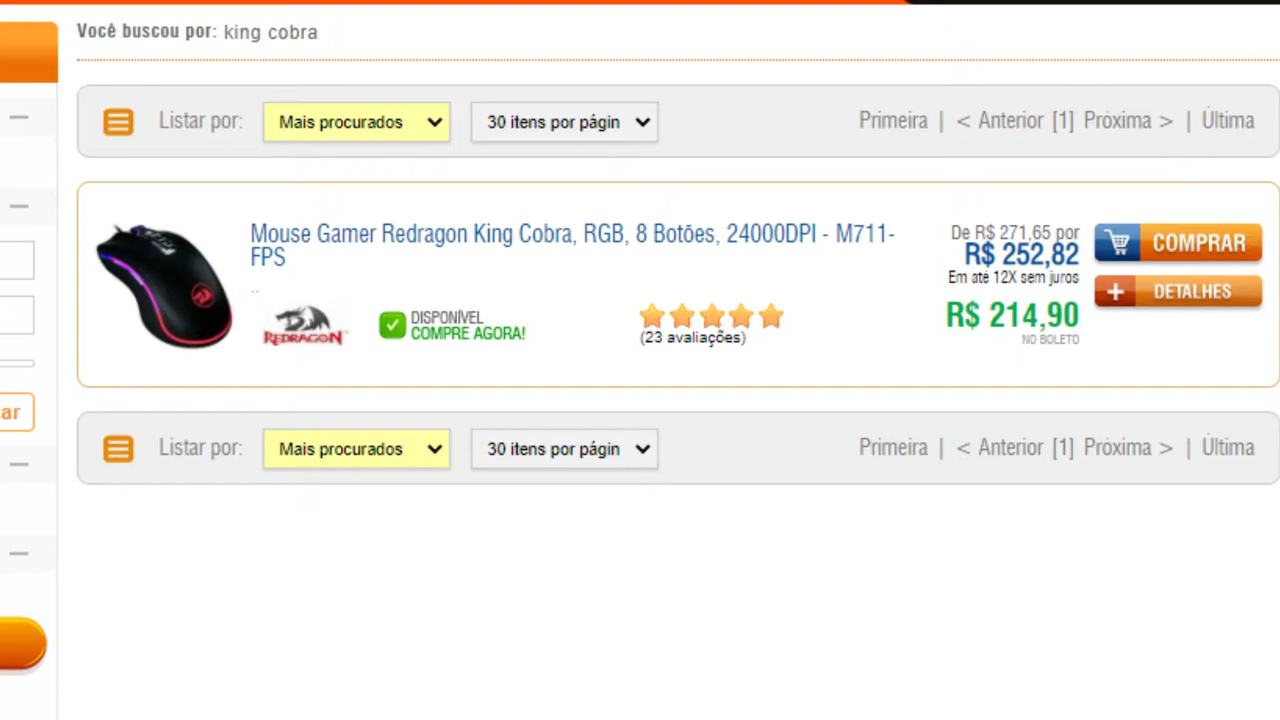 Você buscou por: king cobra
Listar por: Mais procurados 30 itens por págin Primeira | < Anterior [1] Próxima > | Última
Mouse Gamer Redragon King Cobra, RGB, 8 Botões, 24000DPI - M711-
FPS
..
REDRAGON
DISPONÍVEL
COMPRE AGORA!
(23 avaliações)
De R$ 271,65 por
R$ 252,82
Em até 12X sem juros
R$ 214,90
NO BOLETO
COMPRAR
+ DETALHES
ar
Listar por: Mais procurados 30 itens por págin Primeira | < Anterior [1] Próxima > | Última